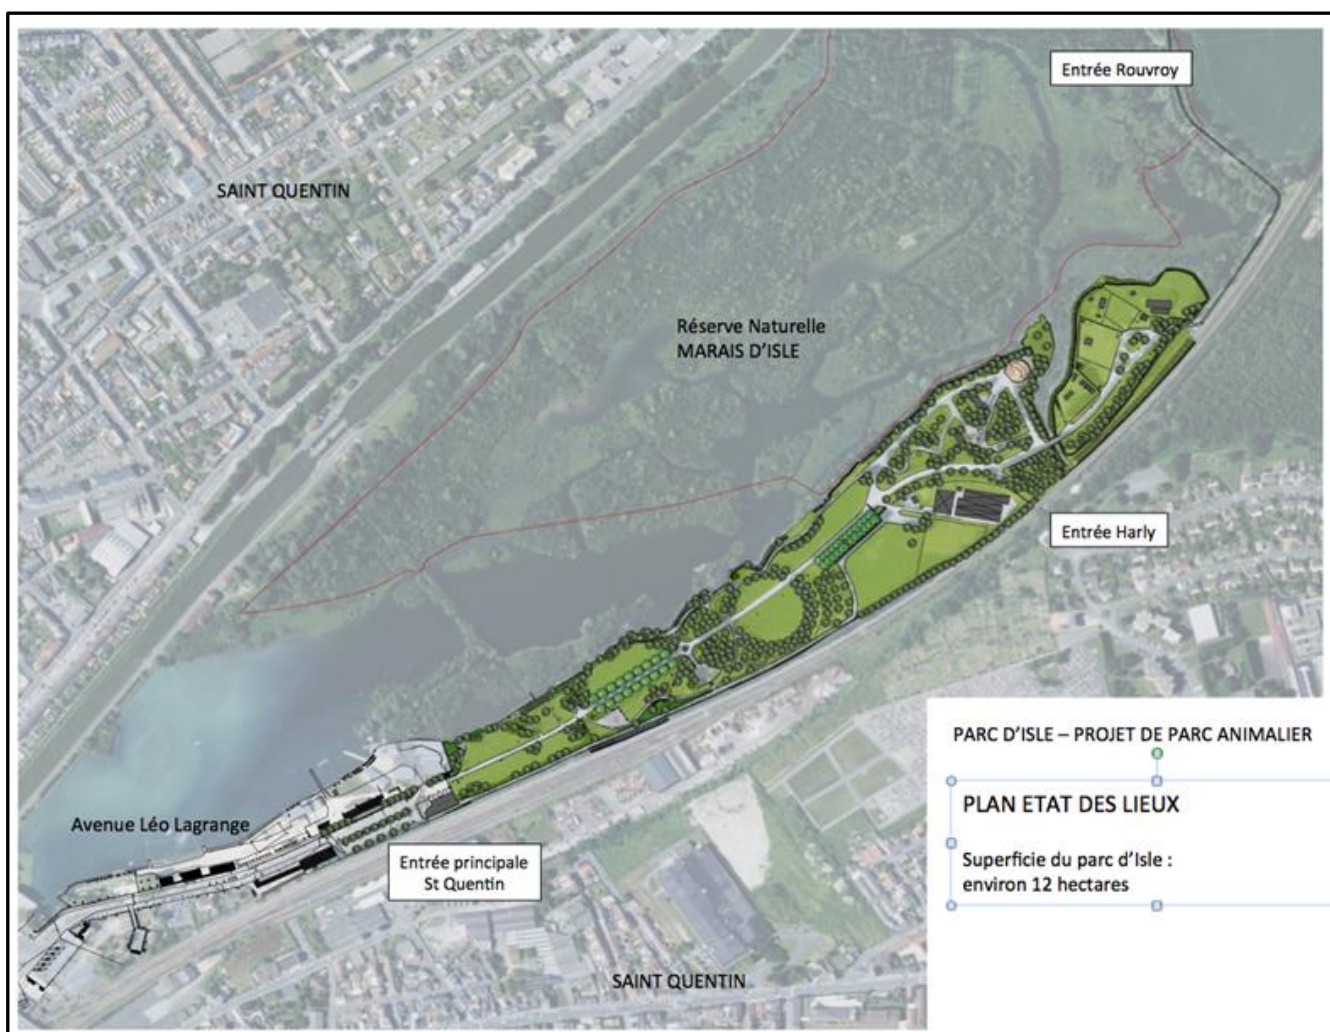 Entrée Rouvroy
SAINT QUENTIN
Réserve Naturelle
MARAIS D'ISLE
Entrée Harly
PARC D'ISLE – PROJET DE PARC ANIMALIER
PLAN ETAT DES LIEUX
Avenue Léo Lagrange
Entrée principale
St Quentin
Superficie du parc d'Isle :
environ 12 hectares
SAINT QUENTIN